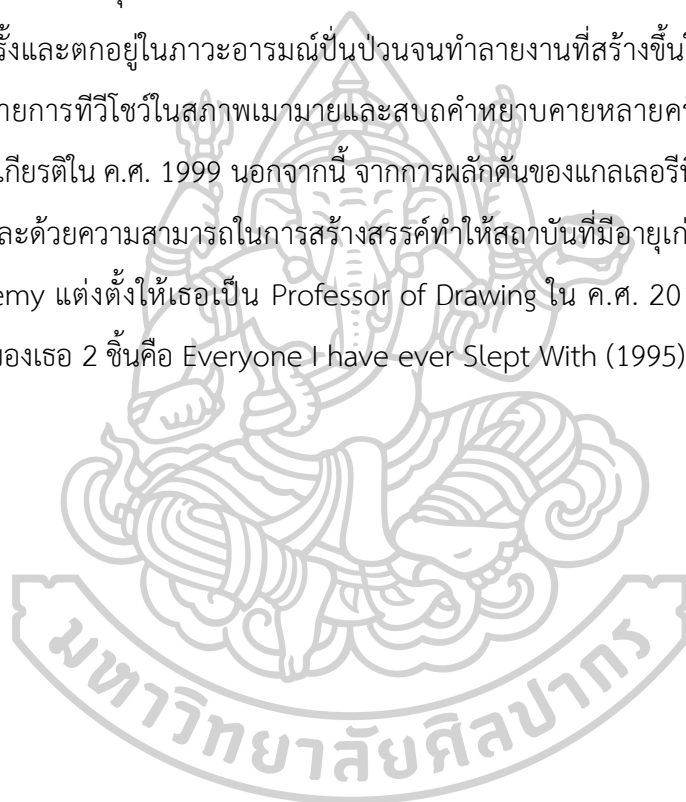 รั้งและตกอยู่ในภาวะอารมณ์ปั่นป่วนจนทำลายงานที่สร้างขึ้น
ายการทีวีโชว์ในสภาพเมามายและสบถคำหยาบคายหลายค
เกียรติใน ค.ศ. 1999 นอกจากนี้ จากการผลักดันของแกลเลอรี
ละด้วยความสามารถในการสร้างสรรค์ทำให้สถาบันที่มีอายุเก่
emy แต่งตั้งให้เธอเป็น Professor of Drawing ใน ค.ศ. 20
องเธอ 2 ชิ้นคือ Everyone I have ever Slept With (1995)
มหาวิทยาลัยศิลปากร